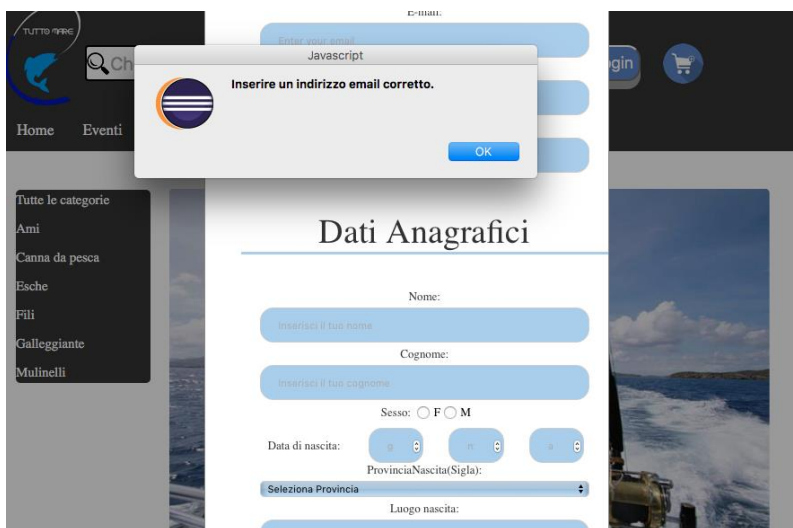 E-mail:
TUTTO MARE
Enter your email
Javascript
Ch
gin
Inserire un indirizzo email corretto.
Home Eventi
OK
Tutte le categorie
Ami
Canna da pesca
Esche
Fili
Galleggiante
Mulinelli
Dati Anagrafici
Nome:
Inserisci il tuo nome
Cognome:
Inserisci il tuo cagnome
Sesso: F M
Data di nascita: g m a
ProvinciaNascita(Sigla):
Seleziona Provincia
Luogo nascita: